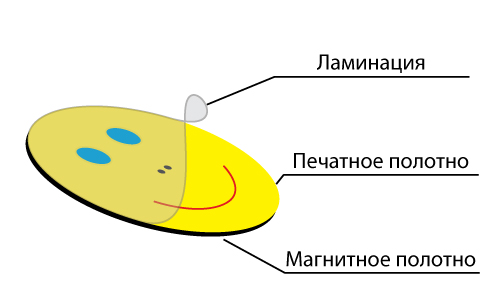 Ламинация
Печатное полотно
Магнитное полотно